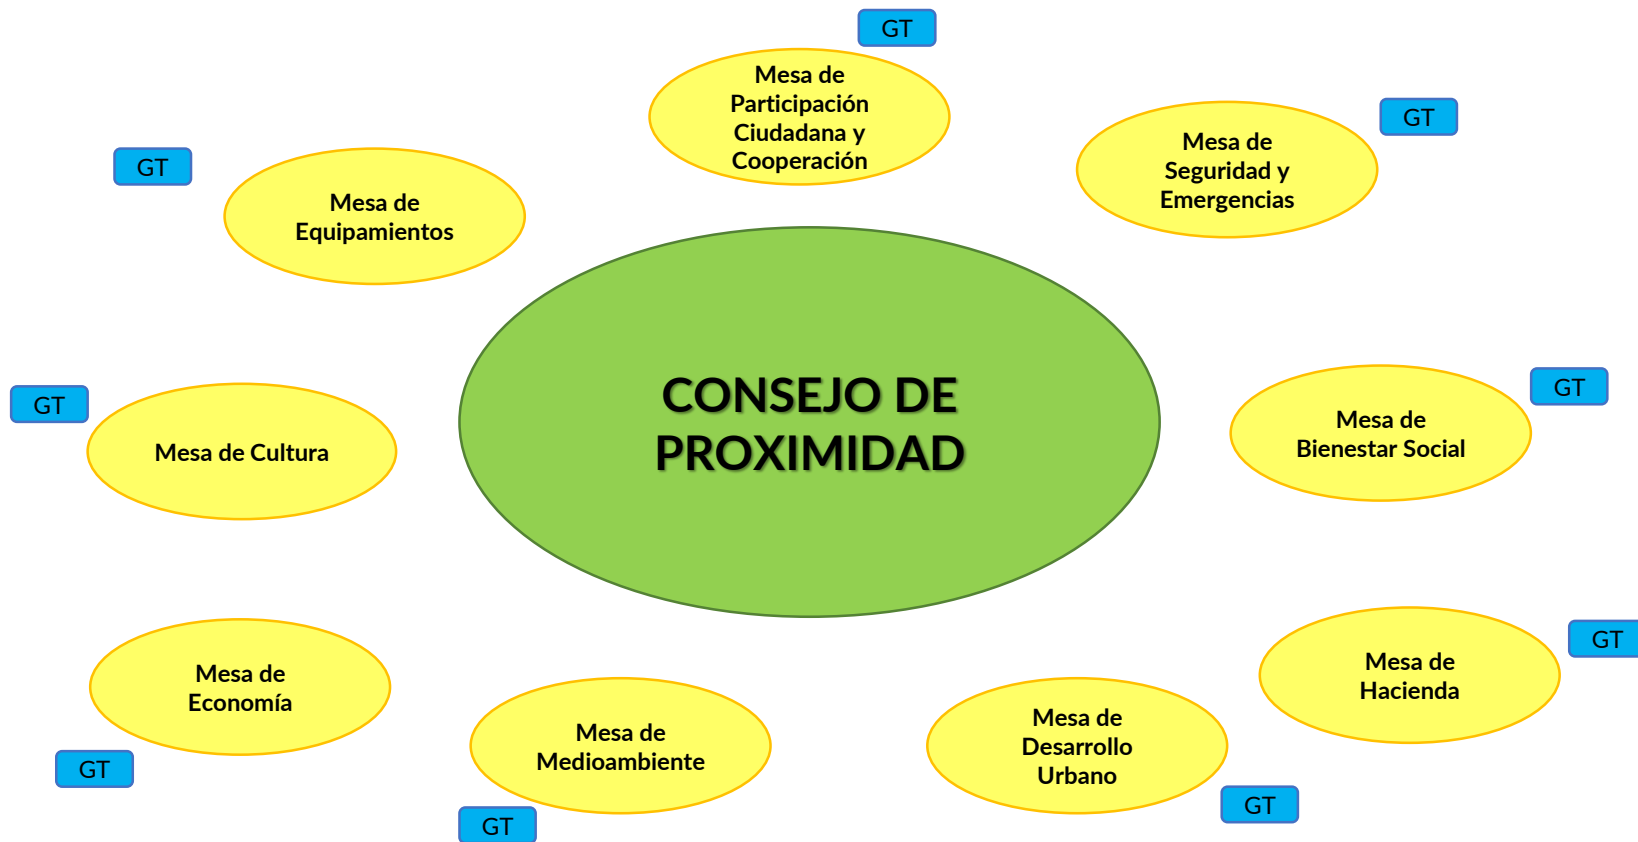 GT
Mesa de
Participación
Ciudadana y
Cooperación
GT
Mesa de
Seguridad y
Emergencias
GT
Mesa de
Equipamientos
CONSEJO DE
PROXIMIDAD
GT
Mesa de
Bienestar Social
GT
Mesa de Cultura
GT
Mesa de
Hacienda
Mesa de
Economía
GT
Mesa de
Medioambiente
GT
Mesa de
Desarrollo
Urbano
GT